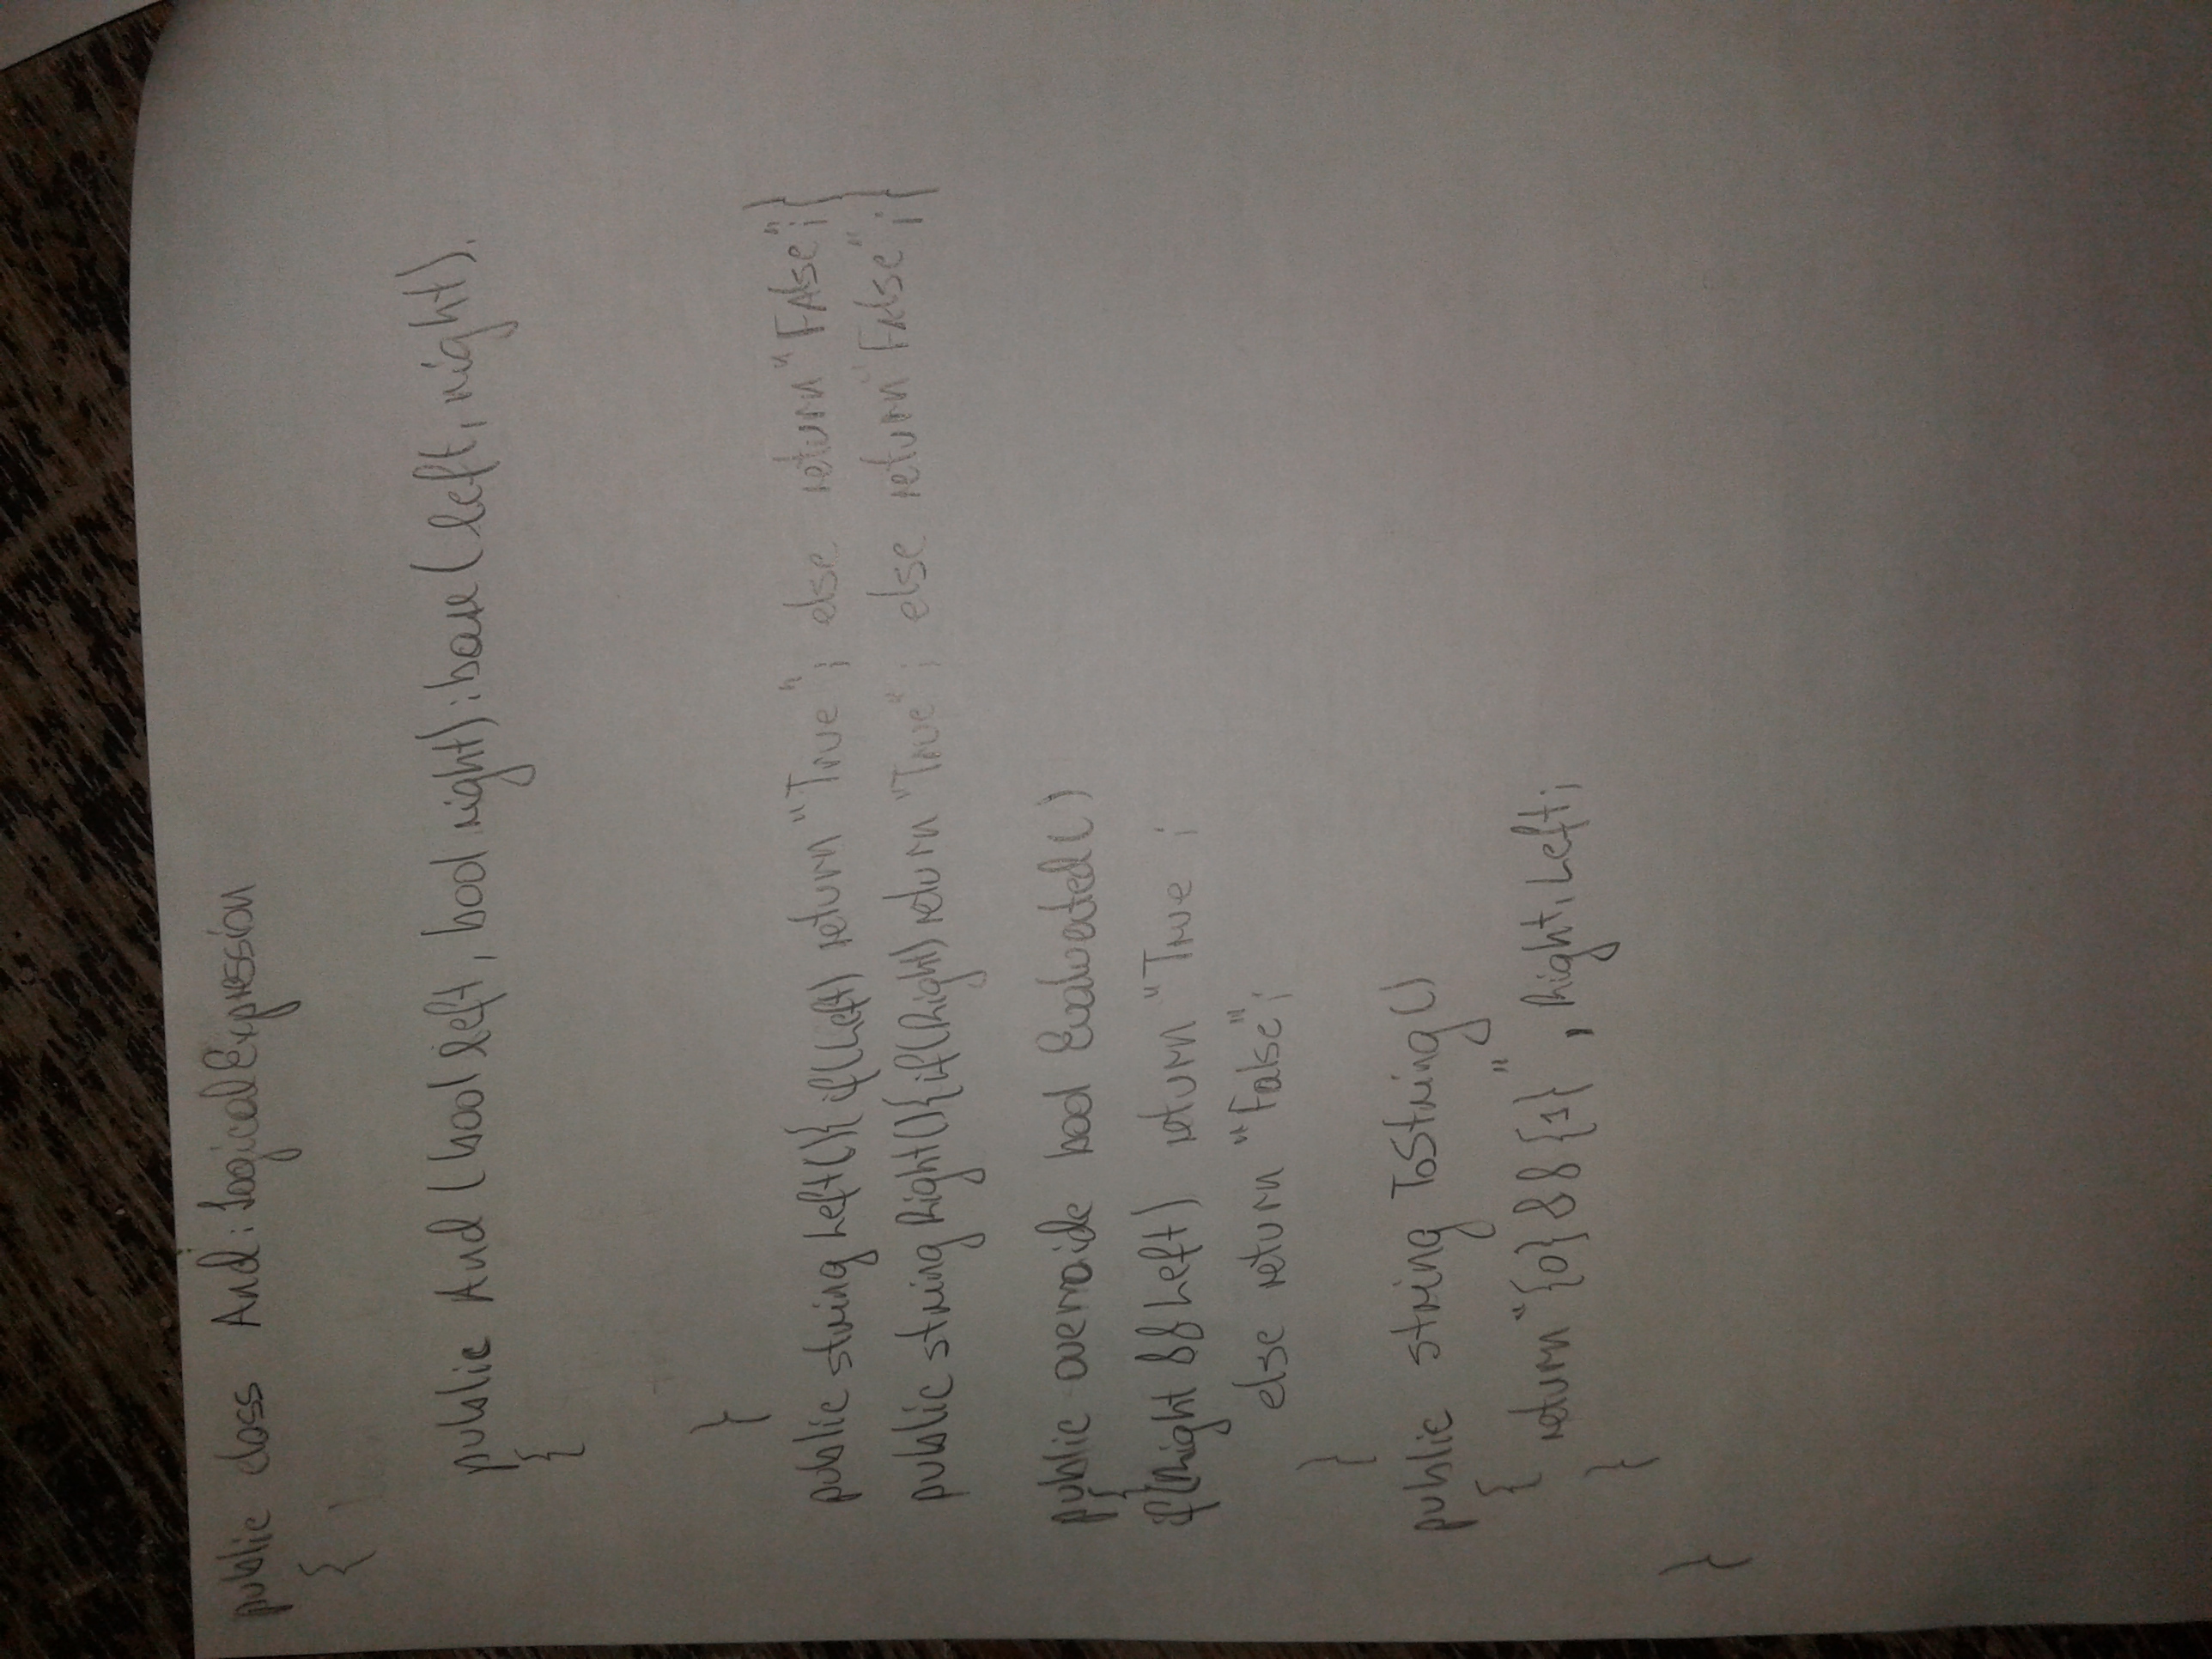 public class And : LogicalExpression
{
public And (bool left, bool right) : base (left, right).
{
}
public string Left(){ if(Left) return "True"; else return "FAlse";}
public string Right(){ if(Right) return "True"; else return "FAlse";}
public overraide bool Evaluated()
{
if(Right && Left) return "True ;
else return "False";
}
public string ToString()
{
return "{0} && {1}", Right, Left;
}
}